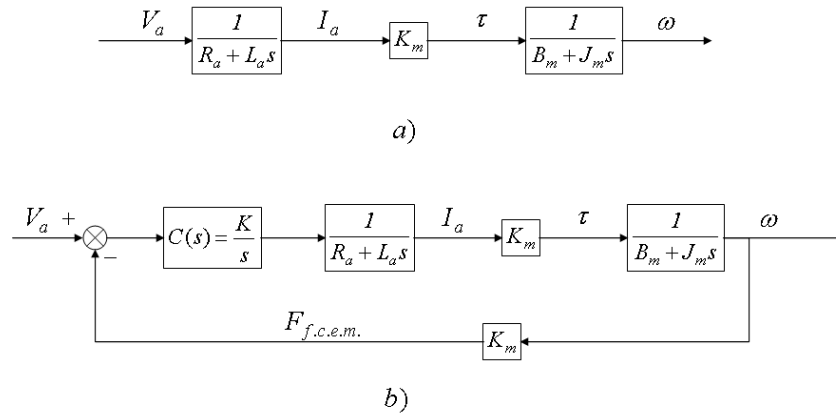 V_a 1/(R_a + L_a s) I_a K_m τ 1/(B_m + J_m s) ω
a)
V_a + − C(s) = K/s 1/(R_a + L_a s) I_a K_m τ 1/(B_m + J_m s) ω
F_f.c.e.m. K_m
b)